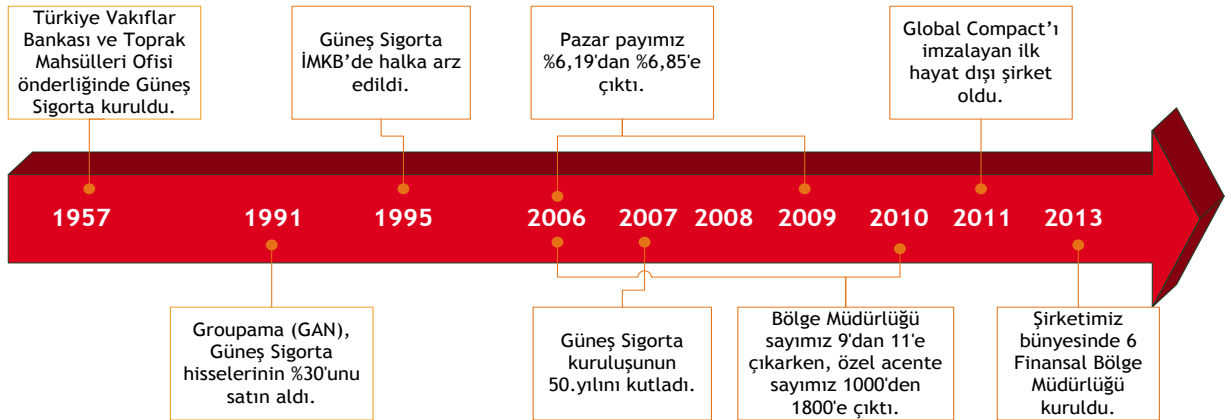 Türkiye Vakıflar
Bankası ve Toprak
Mahsülleri Ofisi
önderliğinde Güneş
Sigorta kuruldu.
Güneş Sigorta
İMKB’de halka arz
edildi.
Pazar payımız
%6,19'dan %6,85'e
çıktı.
Global Compact’ı
imzalayan ilk
hayat dışı şirket
oldu.
1957 1991 1995 2006 2007 2008 2009 2010 2011 2013
Groupama (GAN),
Güneş Sigorta
hisselerinin %30'unu
satın aldı.
Güneş Sigorta
kuruluşunun
50.yılını kutladı.
Bölge Müdürlüğü
sayımız 9'dan 11'e
çıkarken, özel acente
sayımız 1000'den
1800'e çıktı.
Şirketimiz
bünyesinde 6
Finansal Bölge
Müdürlüğü
kuruldu.